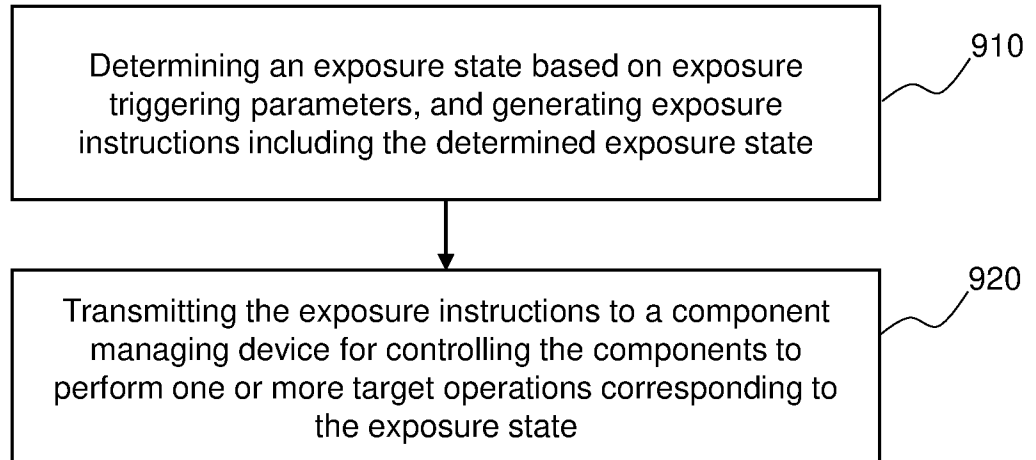 Determining an exposure state based on exposure
triggering parameters, and generating exposure
instructions including the determined exposure state
910
Transmitting the exposure instructions to a component
managing device for controlling the components to
perform one or more target operations corresponding to
the exposure state
920